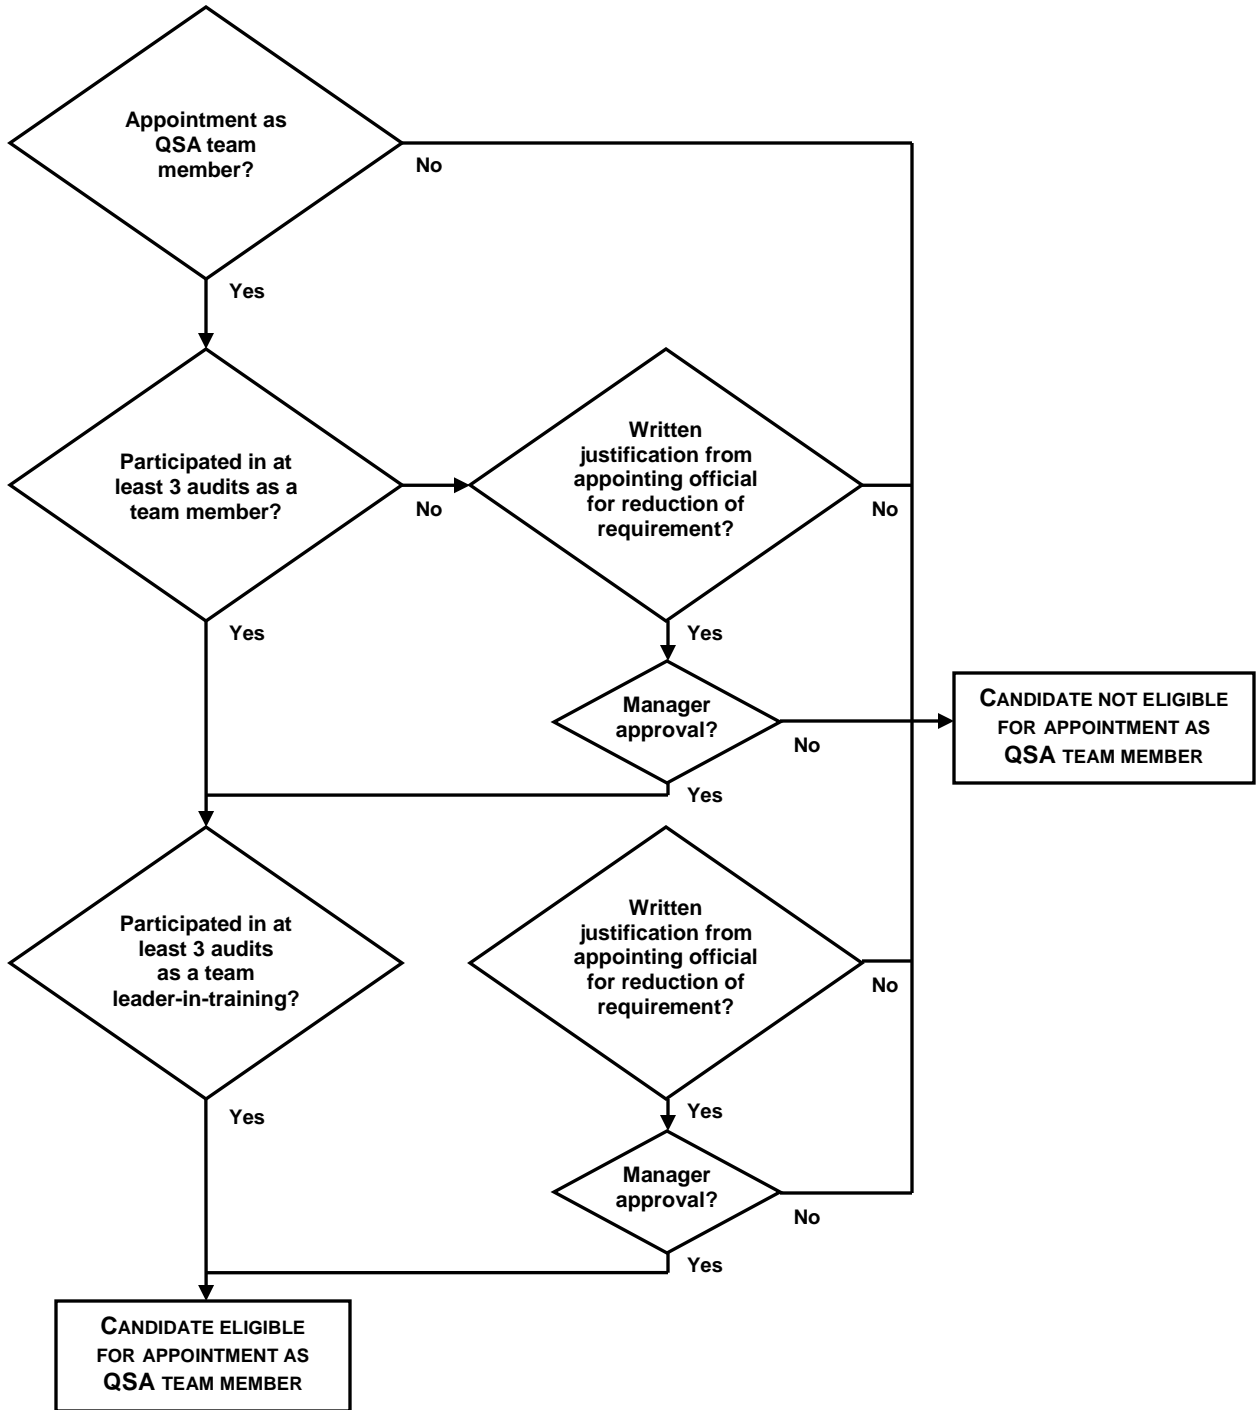 Appointment as
QSA team
member?
No
Yes
Participated in at
least 3 audits as a
team member?
No
Written
justification from
appointing official
for reduction of
requirement?
No
Yes
Yes
Manager
approval?
No
Yes
CANDIDATE NOT ELIGIBLE
FOR APPOINTMENT AS
QSA TEAM MEMBER
Participated in at
least 3 audits
as a team
leader-in-training?
Written
justification from
appointing official
for reduction of
requirement?
No
Yes
Yes
Manager
approval?
No
Yes
CANDIDATE ELIGIBLE
FOR APPOINTMENT AS
QSA TEAM MEMBER